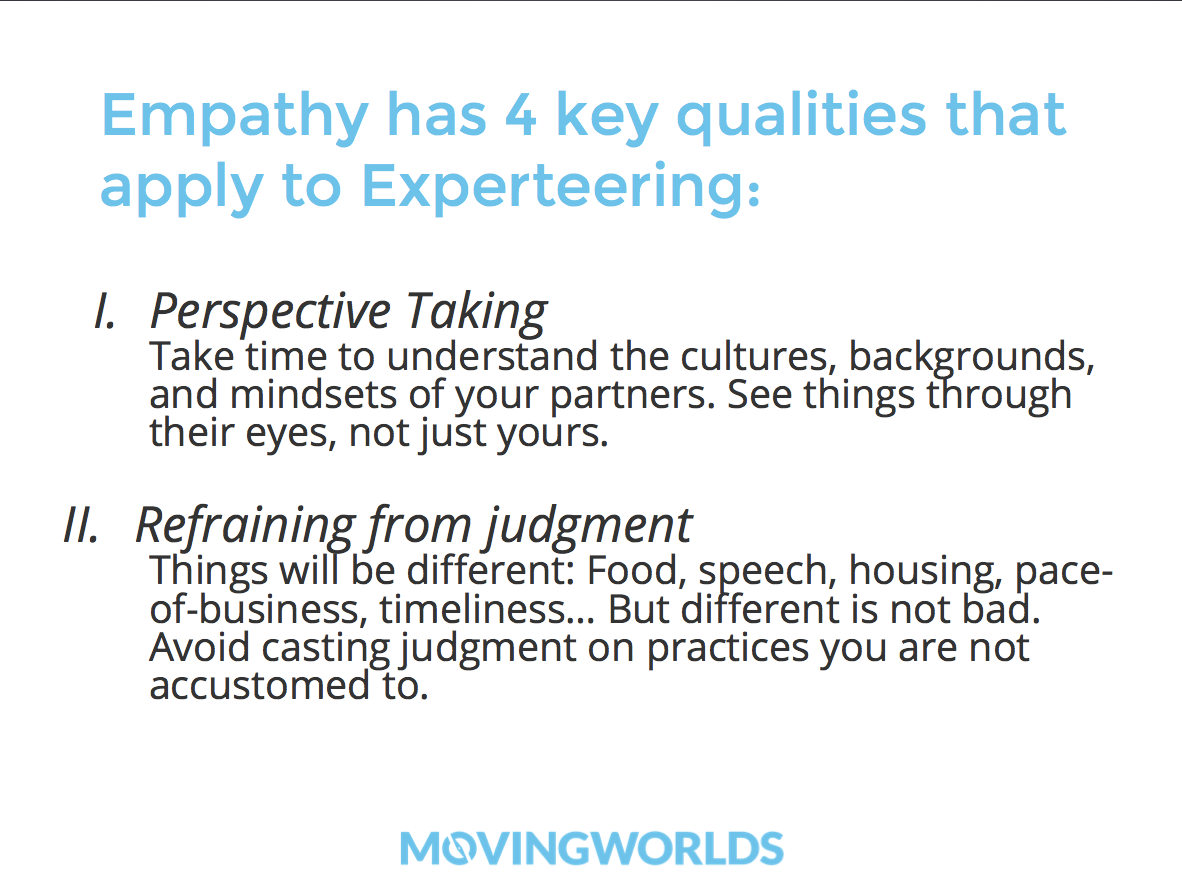 Empathy has 4 key qualities that
apply to Experteering:
I. Perspective Taking
Take time to understand the cultures, backgrounds,
and mindsets of your partners. See things through
their eyes, not just yours.
II. Refraining from judgment
Things will be different: Food, speech, housing, pace-
of-business, timeliness... But different is not bad.
Avoid casting judgment on practices you are not
accustomed to.
MOVINGWORLDS